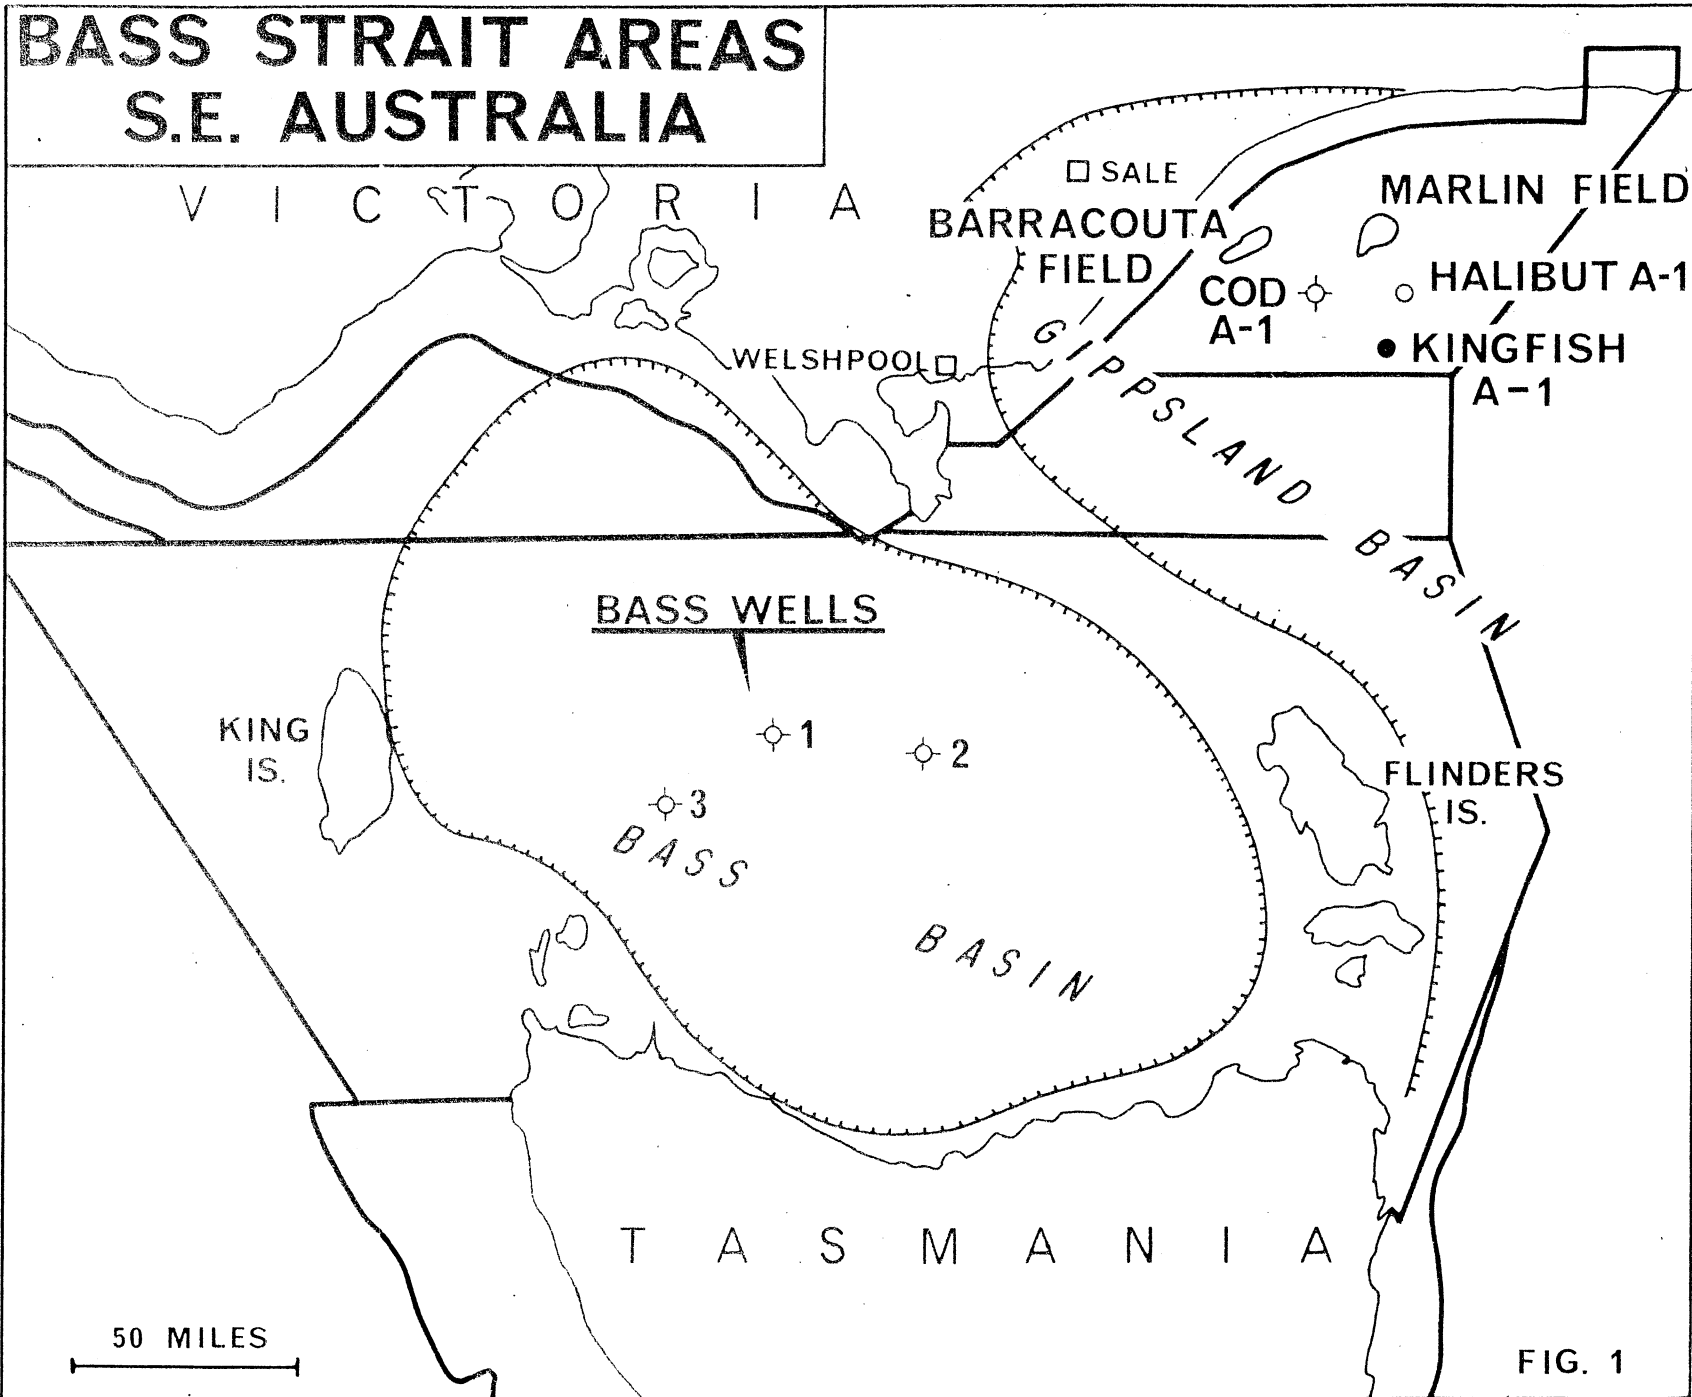 BASS STRAIT AREAS
S.E. AUSTRALIA
VICTORIA
SALE
MARLIN FIELD
BARRACOUTA
FIELD
COD
A-1
HALIBUT A-1
KINGFISH
A-1
WELSHPOOL
GIPPSLAND BASIN
BASS WELLS
KING
IS.
1
2
3
FLINDERS
IS.
BASS
BASIN
TASMANIA
50 MILES
FIG. 1